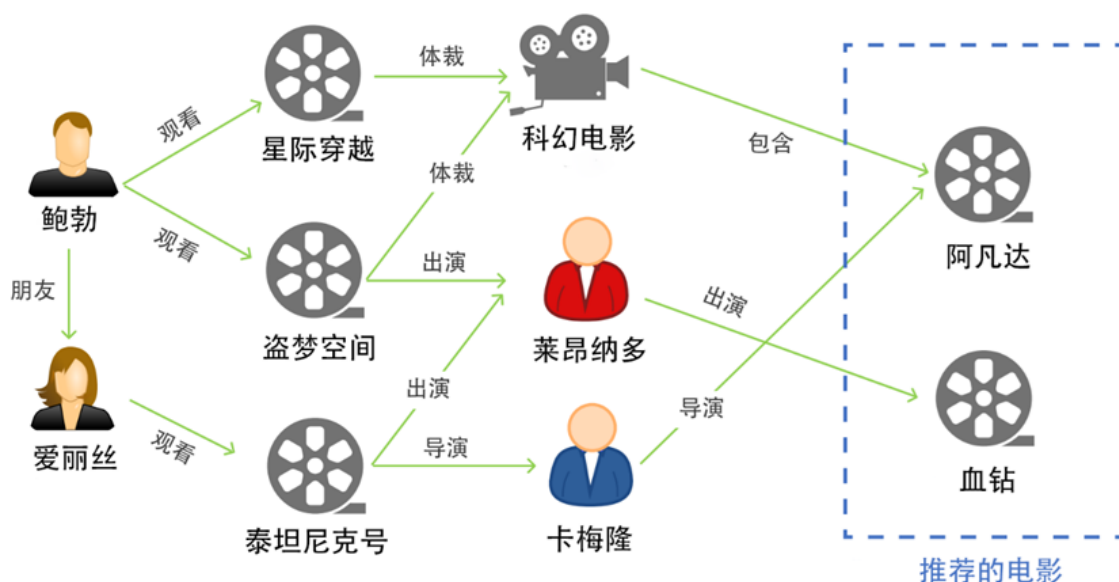 体裁
观看
星际穿越
科幻电影
包含
体裁
鲍勃
观看
出演
阿凡达
朋友
盗梦空间
莱昂纳多
出演
出演
导演
爱丽丝
观看
导演
血钻
泰坦尼克号
卡梅隆
推荐的电影